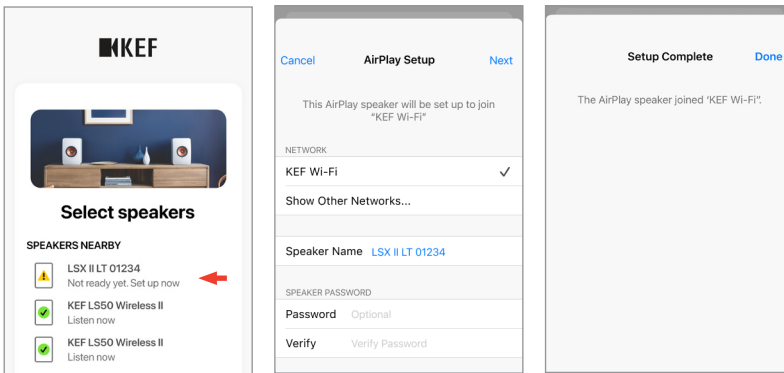 KEF
Select speakers
SPEAKERS NEARBY
LSX II LT 01234
Not ready yet. Set up now
KEF LS50 Wireless II
Listen now
KEF LS50 Wireless II
Listen now
Cancel AirPlay Setup Next
This AirPlay speaker will be set up to join
“KEF Wi-Fi”
NETWORK
KEF Wi-Fi
Show Other Networks...
Speaker Name LSX II LT 01234
SPEAKER PASSWORD
Password Optional
Verify Verify Password
Setup Complete Done
The AirPlay speaker joined ‘KEF Wi-Fi”.